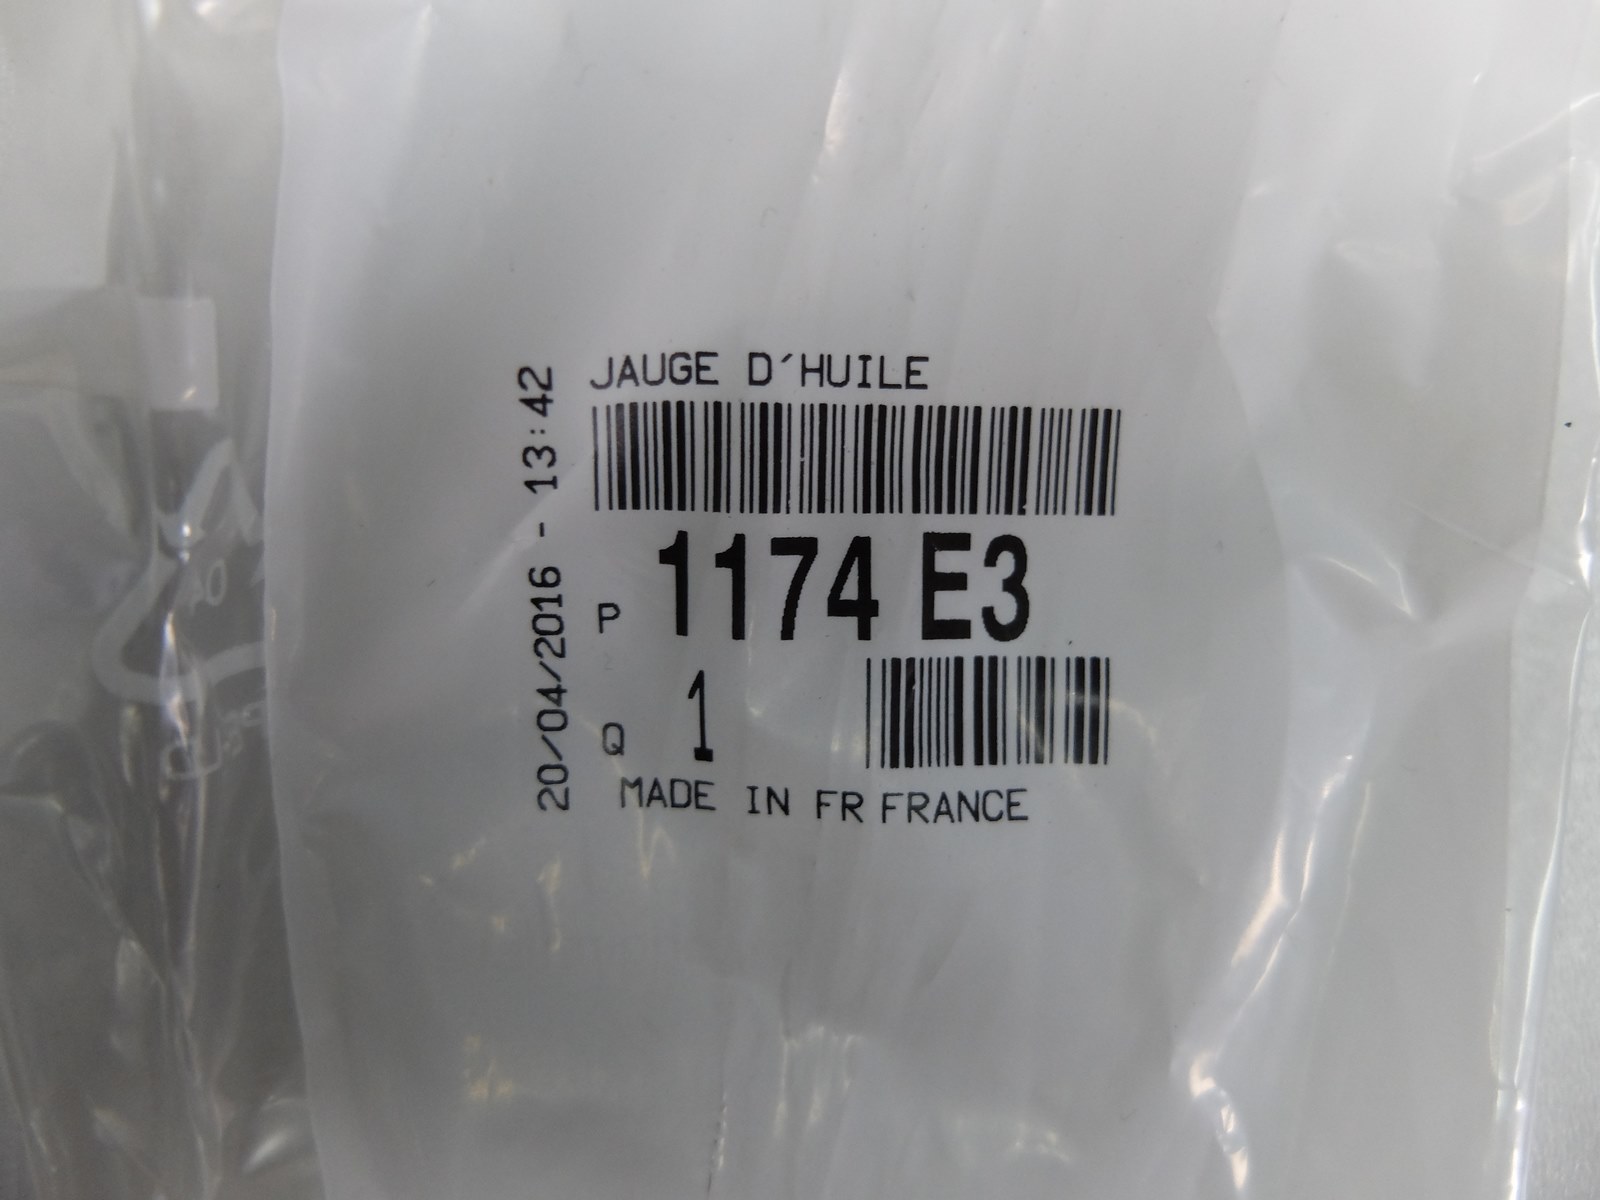 JAUGE D'HUILE
P 1174 E3
Q 1
MADE IN FR FRANCE
20/04/2016 - 13:42